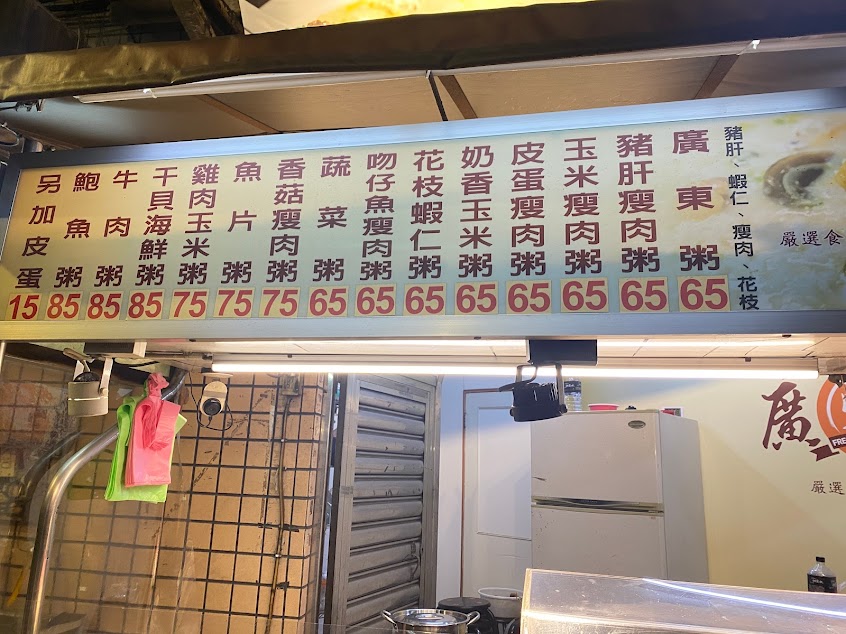 豬肝、蝦仁、瘦肉、花枝
廣東粥 65
豬肝瘦肉粥 65
玉米瘦肉粥 65
皮蛋瘦肉粥 65
奶香玉米粥 65
花枝蝦仁粥 65
吻仔魚瘦肉粥 65
蔬菜粥 65
香菇瘦肉粥 75
魚片粥 75
雞肉玉米粥 75
干貝海鮮粥 85
牛肉粥 85
鮑魚粥 85
另加皮蛋 15
嚴選食
廣
FRE
嚴選